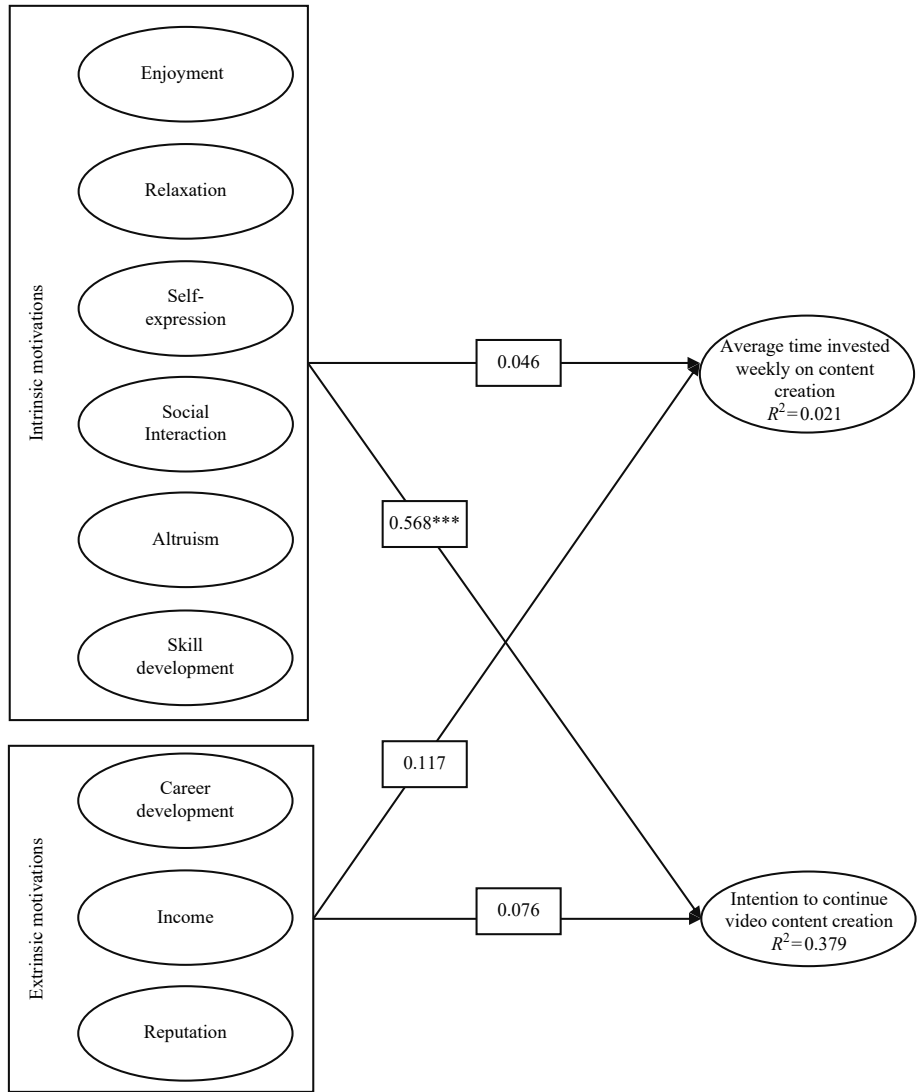 Intrinsic motivations
Enjoyment
Relaxation
Self-
expression
Social
Interaction
Altruism
Skill
development
Extrinsic motivations
Career
development
Income
Reputation
0.046
0.568***
0.117
0.076
Average time invested
weekly on content
creation
R²=0.021
Intention to continue
video content creation
R²=0.379